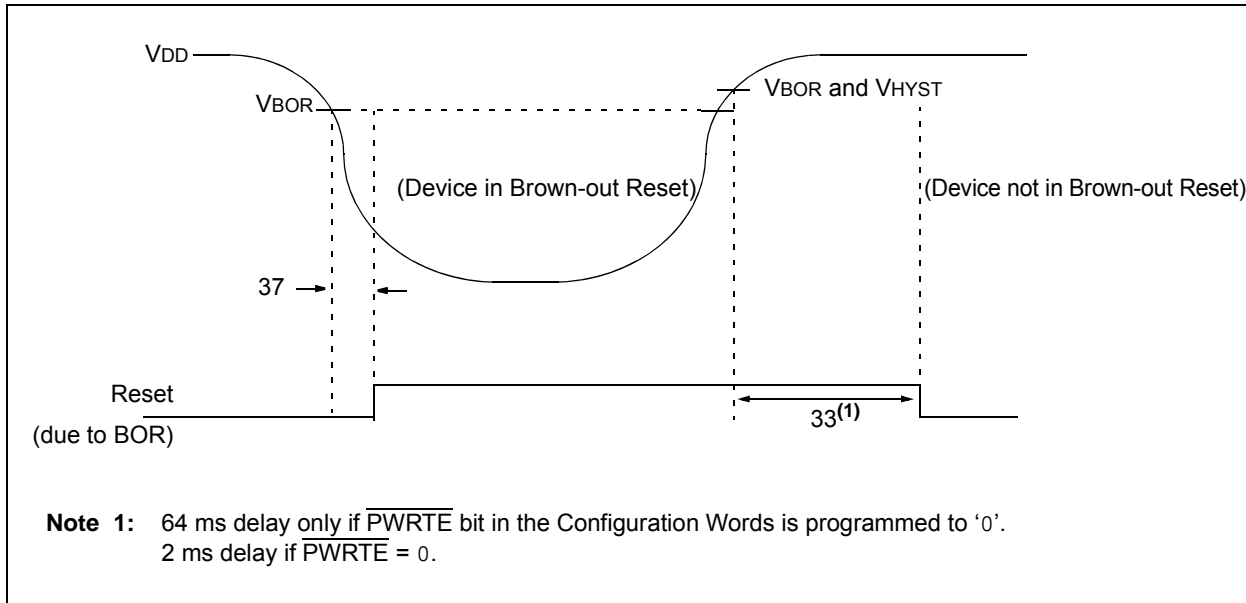 VDD
VBOR
VBOR and VHYST
(Device in Brown-out Reset)
(Device not in Brown-out Reset)
37
Reset
(due to BOR)
33(1)
Note 1: 64 ms delay only if PWRTE bit in the Configuration Words is programmed to ‘0’.
2 ms delay if PWRTE = 0.